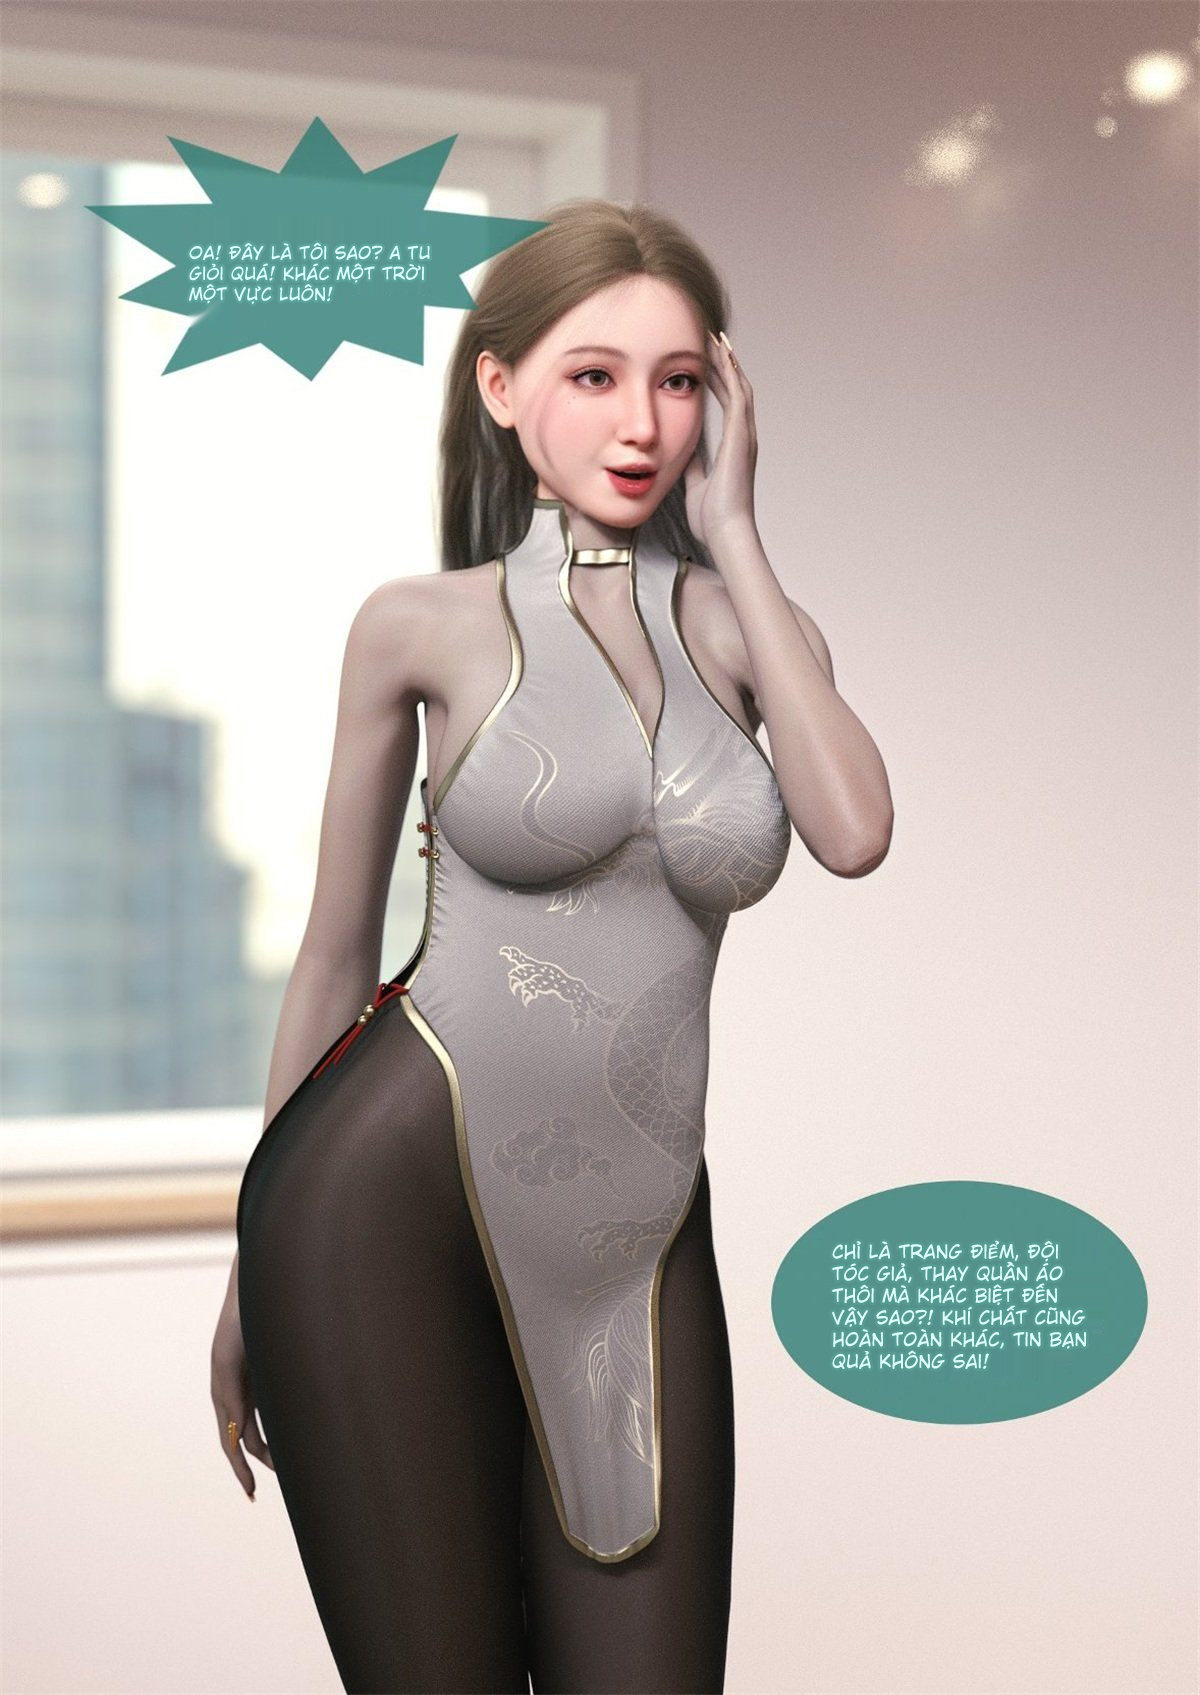 OA! ĐÂY LÀ TÔI SAO? A TU
GIỎI QUÁ! KHÁC MỘT TRỜI
MỘT VỰC LUÔN!
CHỈ LÀ TRANG ĐIỂM, ĐỘI
TÓC GIẢ, THAY QUẦN ÁO
THÔI MÀ KHÁC BIỆT ĐẾN
VẬY SAO?! KHÍ CHẤT CŨNG
HOÀN TOÀN KHÁC, TIN BẠN
QUẢ KHÔNG SAI!